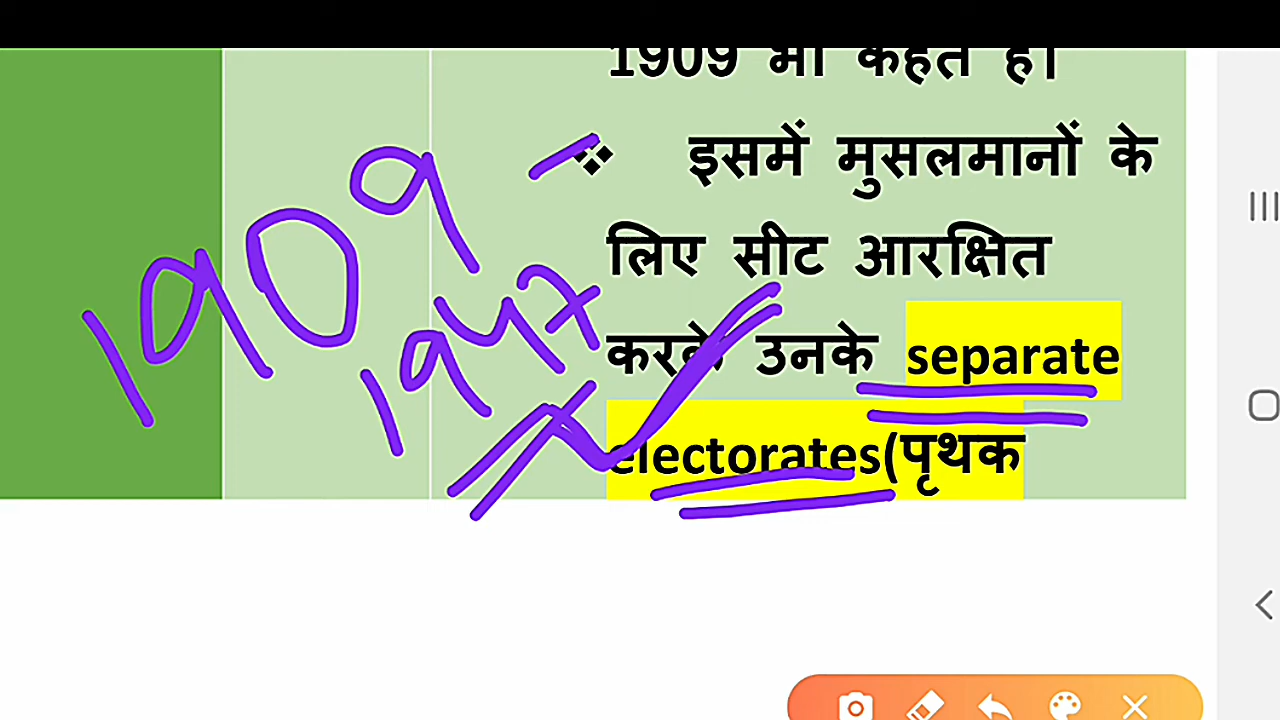 1909 भी कहते हैं।
❖ इसमें मुसलमानों के
लिए सीट आरक्षित
करके उनके separate
electorates(पृथक
1909
1947